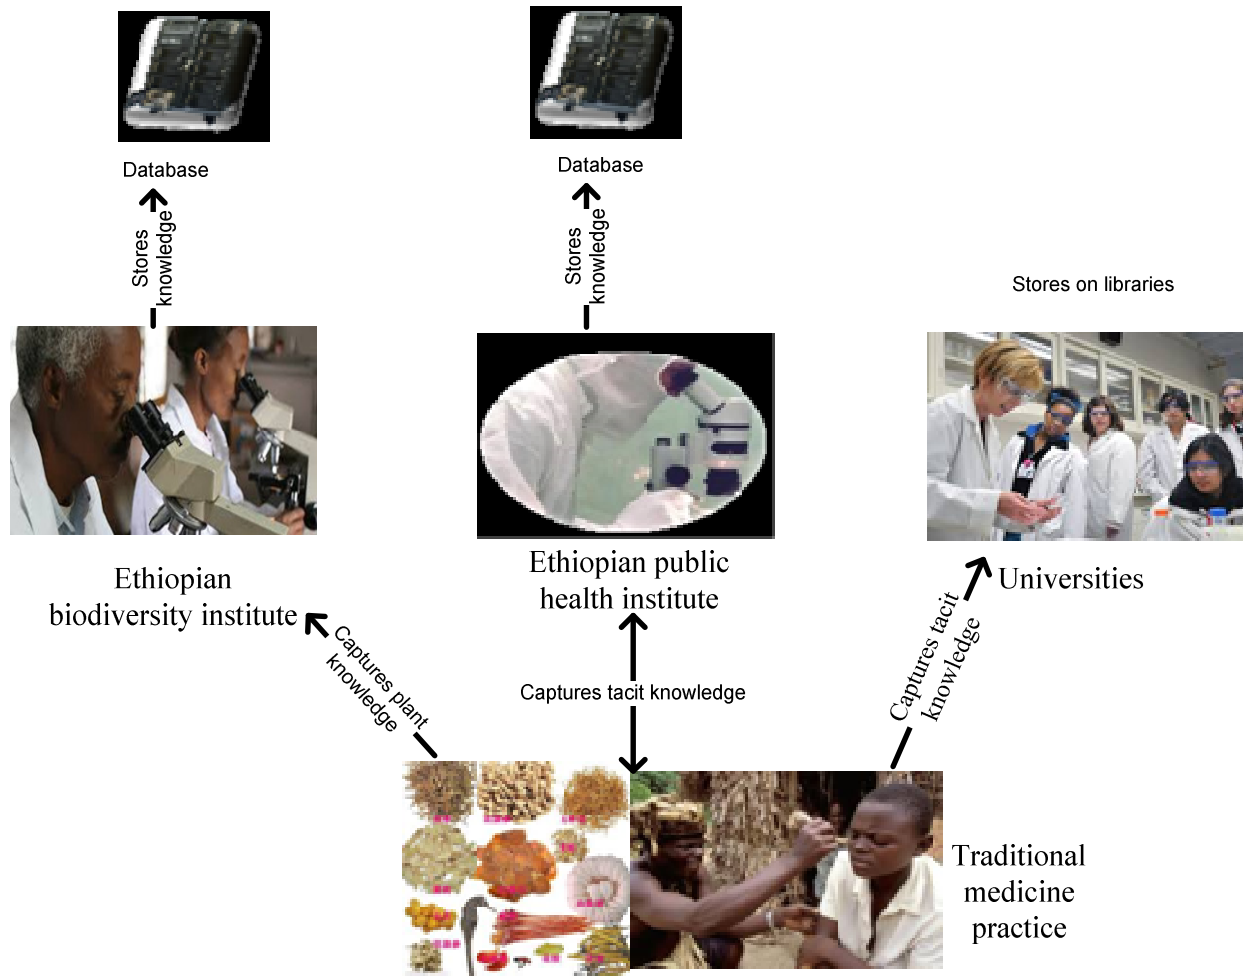 Database
Database
Stores
knowledge
Stores
knowledge
Stores on libraries
Ethiopian
biodiversity institute
Ethiopian public
health institute
Universities
Captures plant
knowledge
Captures tacit knowledge
Captures tacit
knowledge
Traditional
medicine
practice